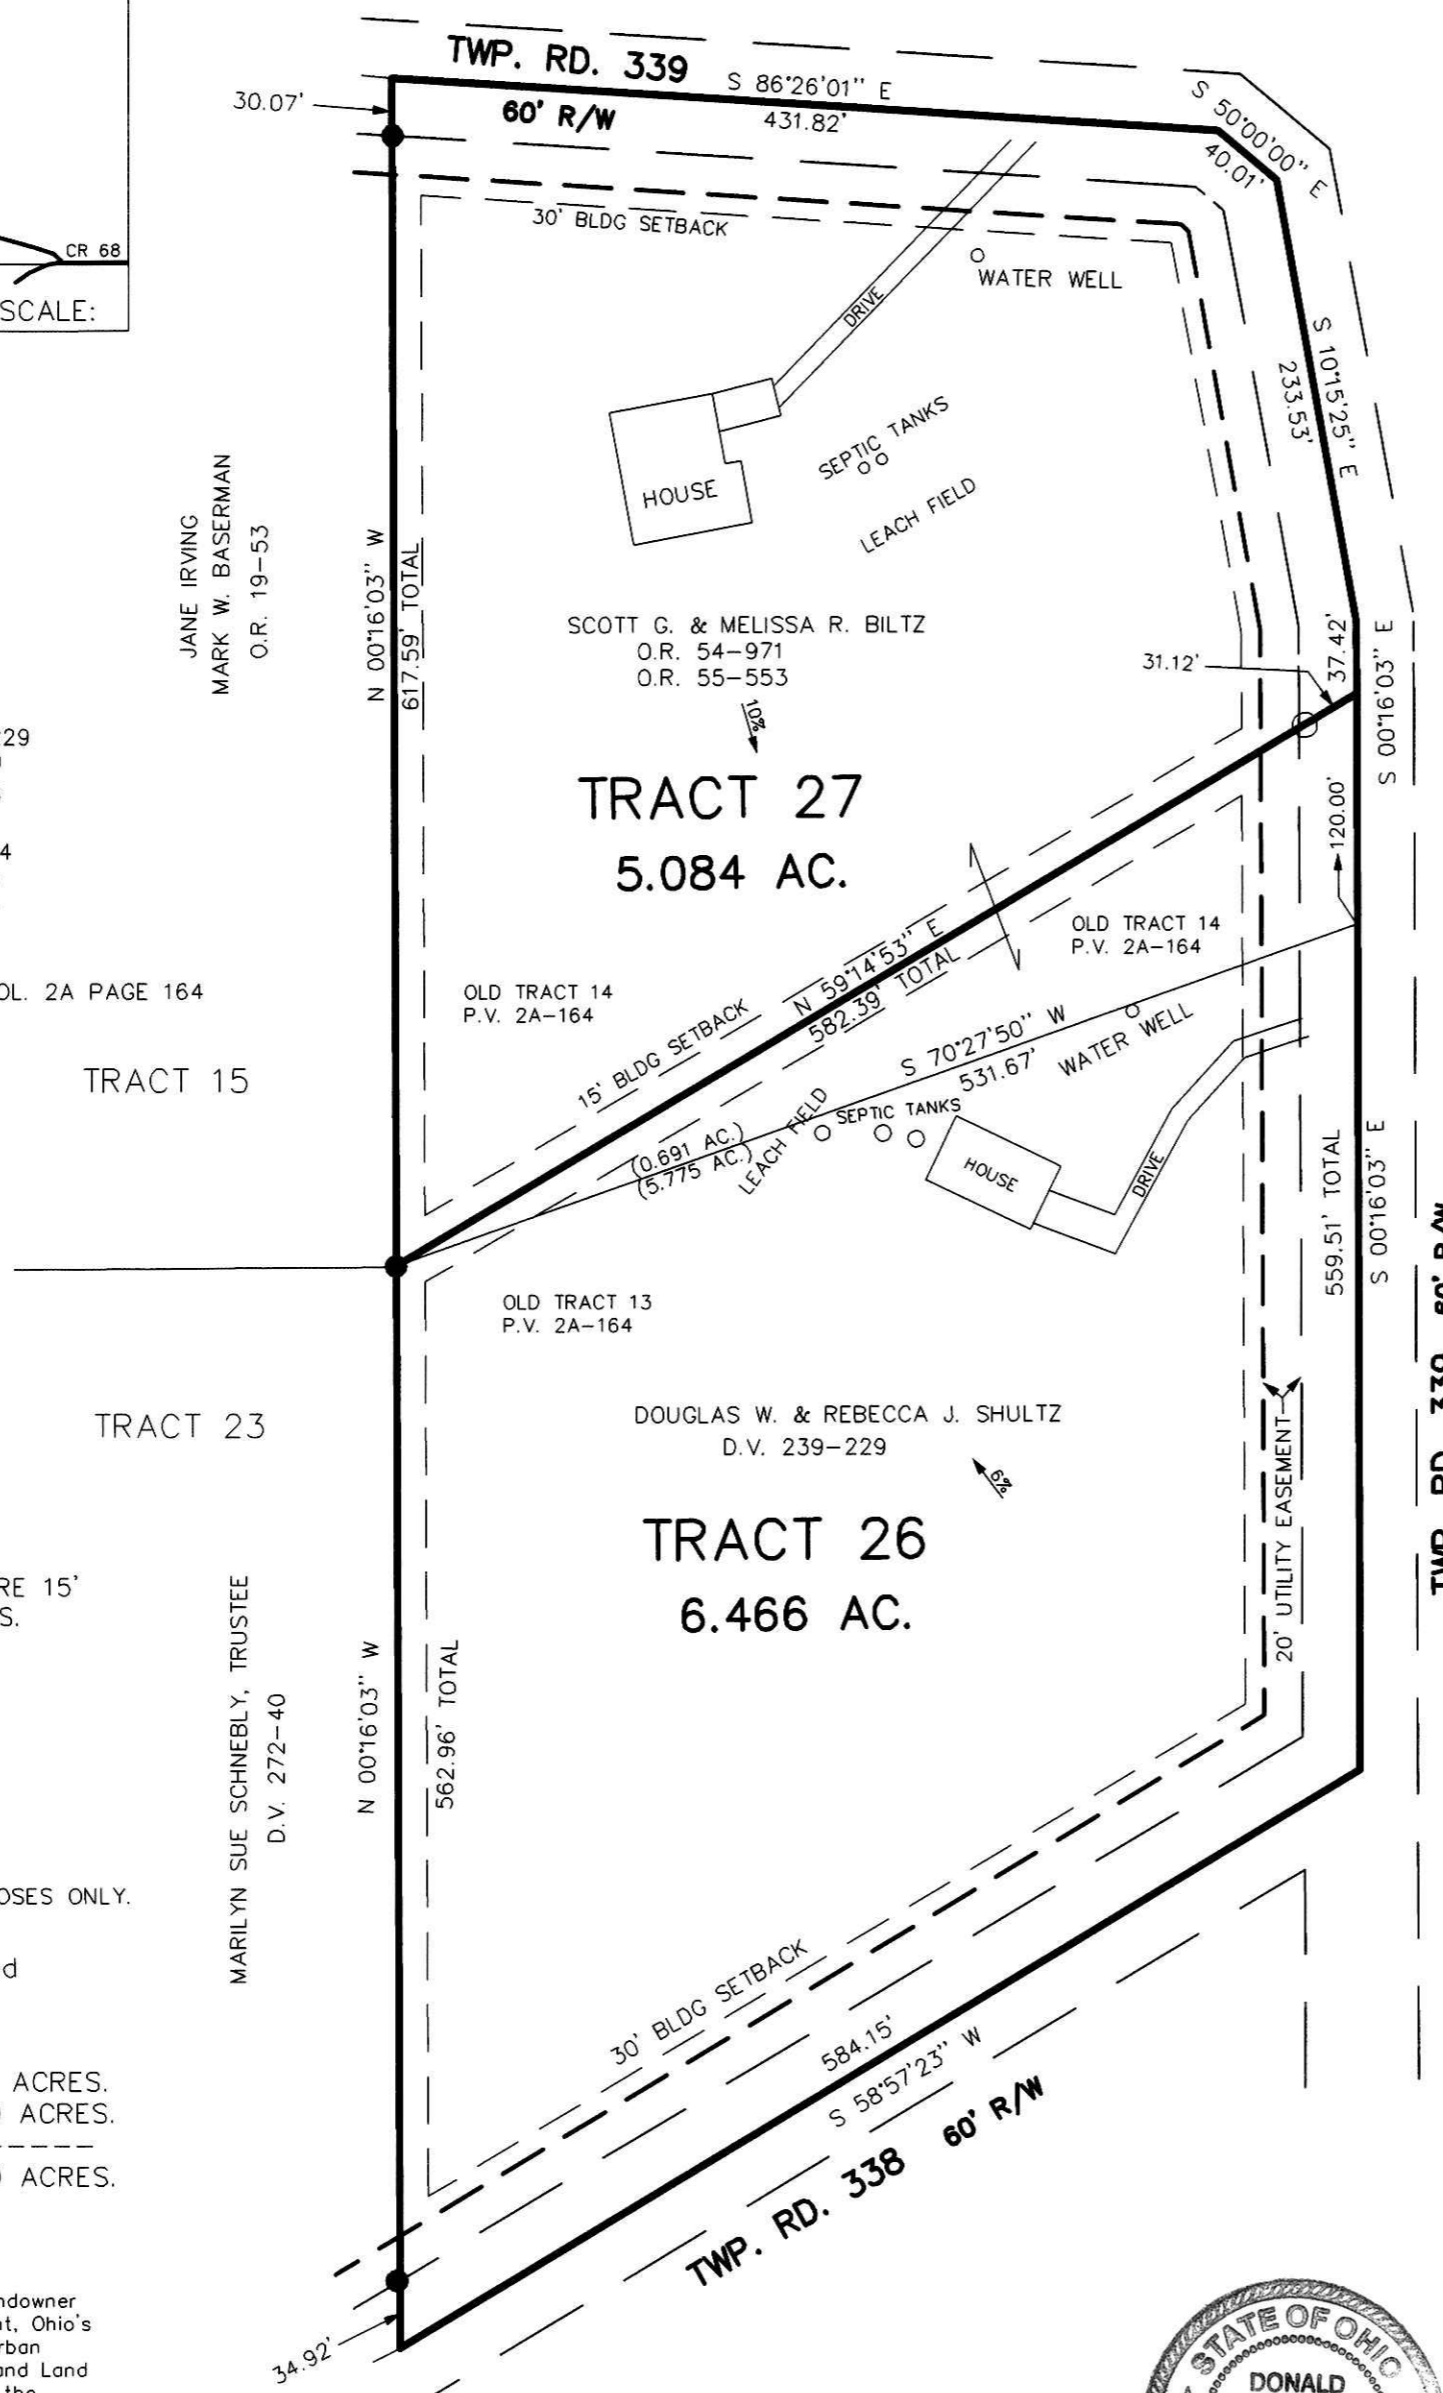 TWP. RD. 339
S 86°26'01" E
60' R/W
431.82'
30.07'
S 50°00'00" E
40.01'
30' BLDG SETBACK
CR 68
SCALE:
WATER WELL
DRIVE
S 10°15'25" E
233.53'
SEPTIC TANKS
HOUSE
LEACH FIELD
JANE IRVING
MARK W. BASERMAN
O.R. 19-53
N 00°16'03" W
617.59' TOTAL
SCOTT G. & MELISSA R. BILTZ
O.R. 54-971
O.R. 55-553
31.12'
37.42'
S 00°16'03" E
10%
29
TRACT 27
5.084 AC.
120.00'
4
OLD TRACT 14
P.V. 2A-164
N 59°14'53" E
582.39' TOTAL
OL. 2A PAGE 164
OLD TRACT 14
P.V. 2A-164
15' BLDG SETBACK
S 70°27'50" W
531.67'
WATER WELL
TRACT 15
SEPTIC TANKS
LEACH FIELD
(0.691 AC.)
(5.775 AC.)
HOUSE
DRIVE
559.51' TOTAL
S 00°16'03" E
OLD TRACT 13
P.V. 2A-164
TWP. RD. 339 60' R/W
TRACT 23
DOUGLAS W. & REBECCA J. SHULTZ
D.V. 239-229
6%
20' UTILITY EASEMENT
TRACT 26
6.466 AC.
RE 15'
S.
MARILYN SUE SCHNEBLY, TRUSTEE
D.V. 272-40
N 00°16'03" W
562.96' TOTAL
OSES ONLY.
d
30' BLDG SETBACK
584.15'
S 58°57'23" W
ACRES.
ACRES.
ACRES.
TWP. RD. 338 60' R/W
34.92'
ndowner
nt, Ohio's
rban
and Land
the
STATE OF OHIO
DONALD